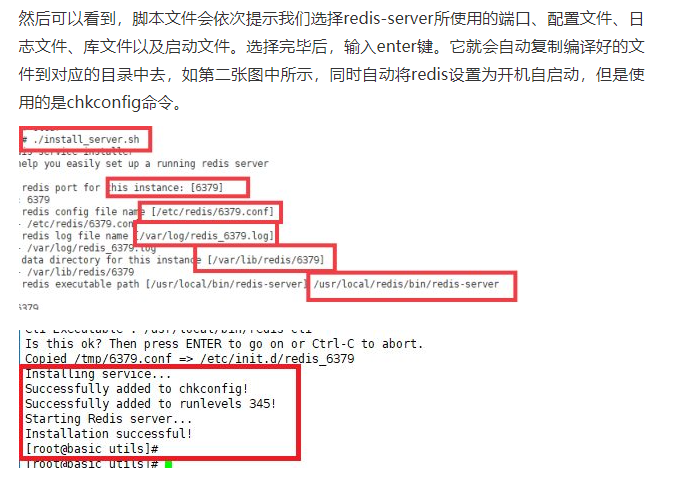 然后可以看到，脚本文件会依次提示我们选择redis-server所使用的端口、配置文件、日
志文件、库文件以及启动文件。选择完毕后，输入enter键。它就会自动复制编译好的文
件到对应的目录中去，如第二张图中所示，同时自动将redis设置为开机自启动，但是使
用的是chkconfig命令。
# ./install_server.sh
is service installer
help you easily set up a running redis server
redis port for this instance: [6379]
: 6379
redis config file name [/etc/redis/6379.conf]
- /etc/redis/6379.conf
redis log file name [/var/log/redis_6379.log]
- /var/log/redis_6379.log
data directory for this instance [/var/lib/redis/6379]
- /var/lib/redis/6379
redis executable path [/usr/local/bin/redis-server] /usr/local/redis/bin/redis-server
6379
Cli Executable : /usr/local/bin/redis-cli
Is this ok? Then press ENTER to go on or Ctrl-C to abort.
Copied /tmp/6379.conf => /etc/init.d/redis_6379
Installing service...
Successfully added to chkconfig!
Successfully added to runlevels 345!
Starting Redis server...
Installation successful!
[root@basic utils]#
[root@basic utils]#